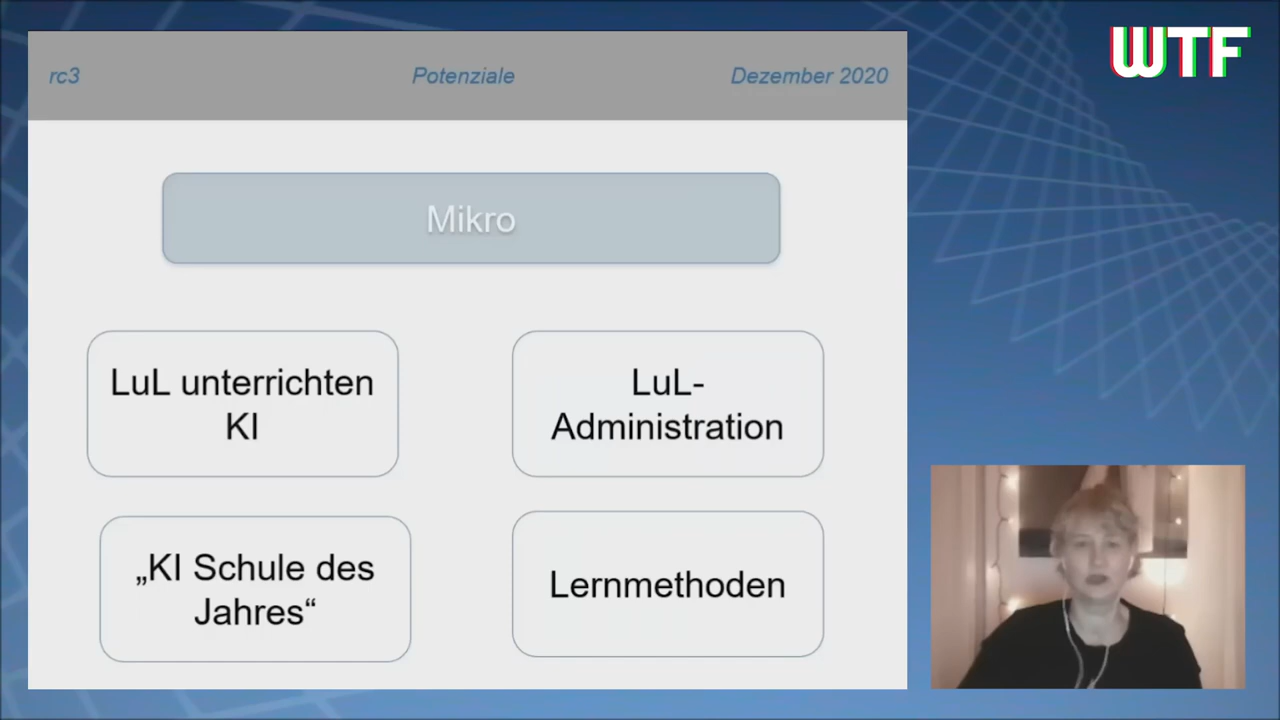 rc3 Potenziale Dezember 2020
WTF
Mikro
LuL unterrichten
KI
LuL-
Administration
„KI Schule des
Jahres“
Lernmethoden